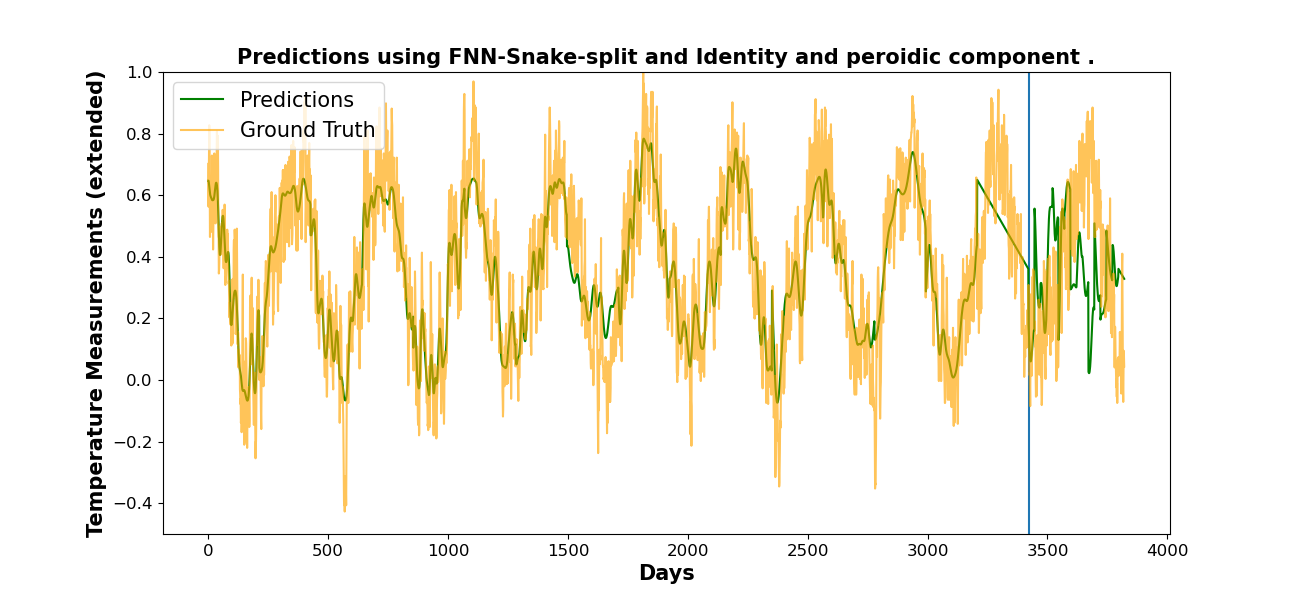 Predictions using FNN-Snake-split and Identity and peroidic component .
Temperature Measurements (extended)
1.0
0.8
0.6
0.4
0.2
0.0
−0.2
−0.4
Predictions
Ground Truth
0 500 1000 1500 2000 2500 3000 3500 4000
Days